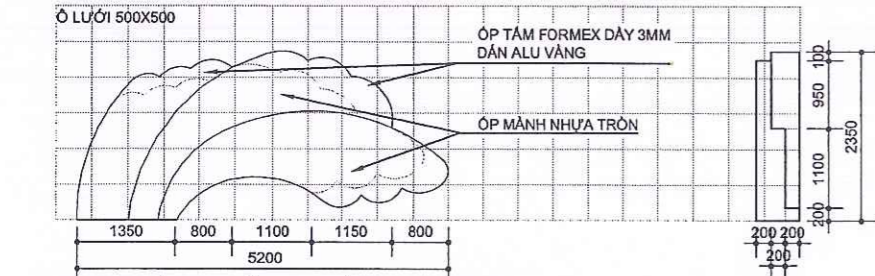 Ô LƯỚI 500X500
ỐP TẤM FORMEX DẦY 3MM
DÁN ALU VÀNG
ỐP MẢNH NHỰA TRÒN
1350 800 1100 1150 800
5200
100
950
1100
200
2350
200 200
200